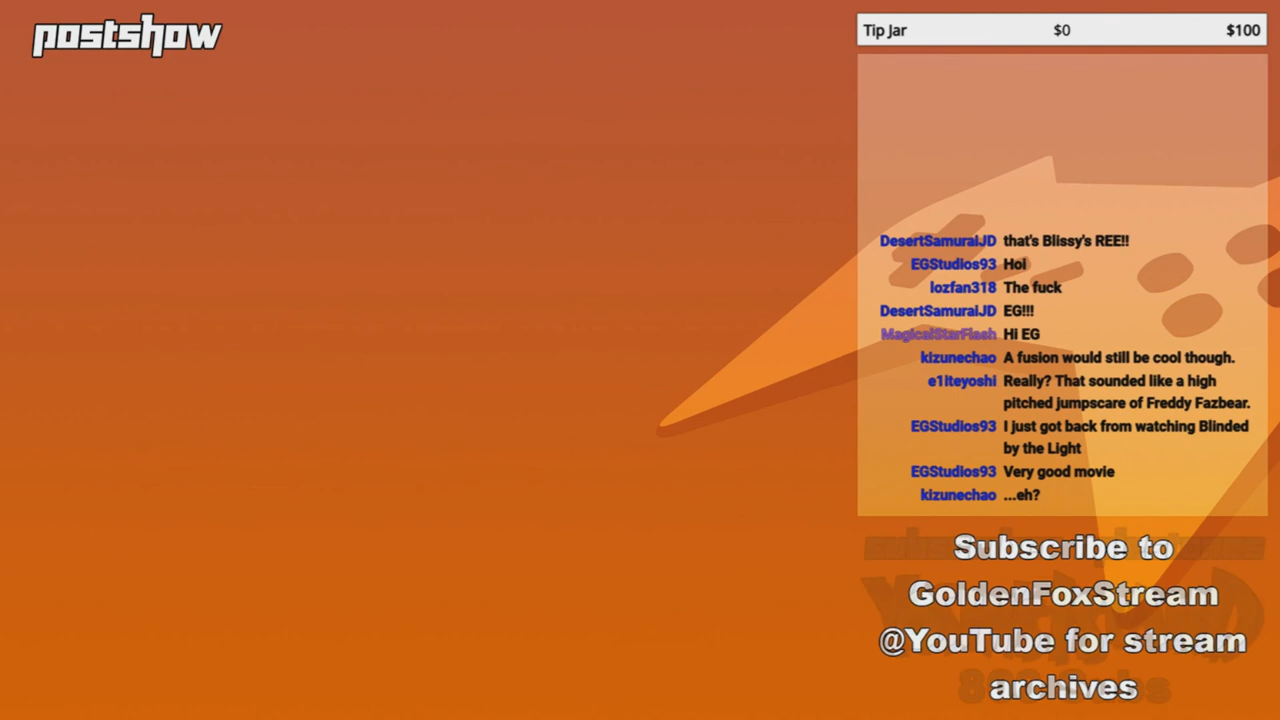 postshow
Tip Jar $0 $100
DesertSamuraiJD that's Blissy's REE!!
EGStudios93 Hoi
lozfan318 The fuck
DesertSamuraiJD EG!!!
MagicalStarFlash Hi EG
kizunechao A fusion would still be cool though.
e1iteyoshi Really? That sounded like a high
pitched jumpscare of Freddy Fazbear.
EGStudios93 I just got back from watching Blinded
by the Light
EGStudios93 Very good movie
kizunechao ...eh?
Subscribe to
GoldenFoxStream
@YouTube for stream
archives